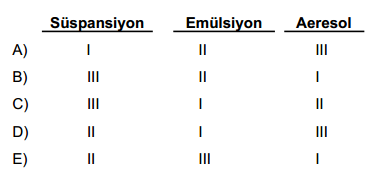 Süspansiyon Emülsiyon Aeresol
A) I II III
B) III II I
C) III I II
D) II I III
E) II III I